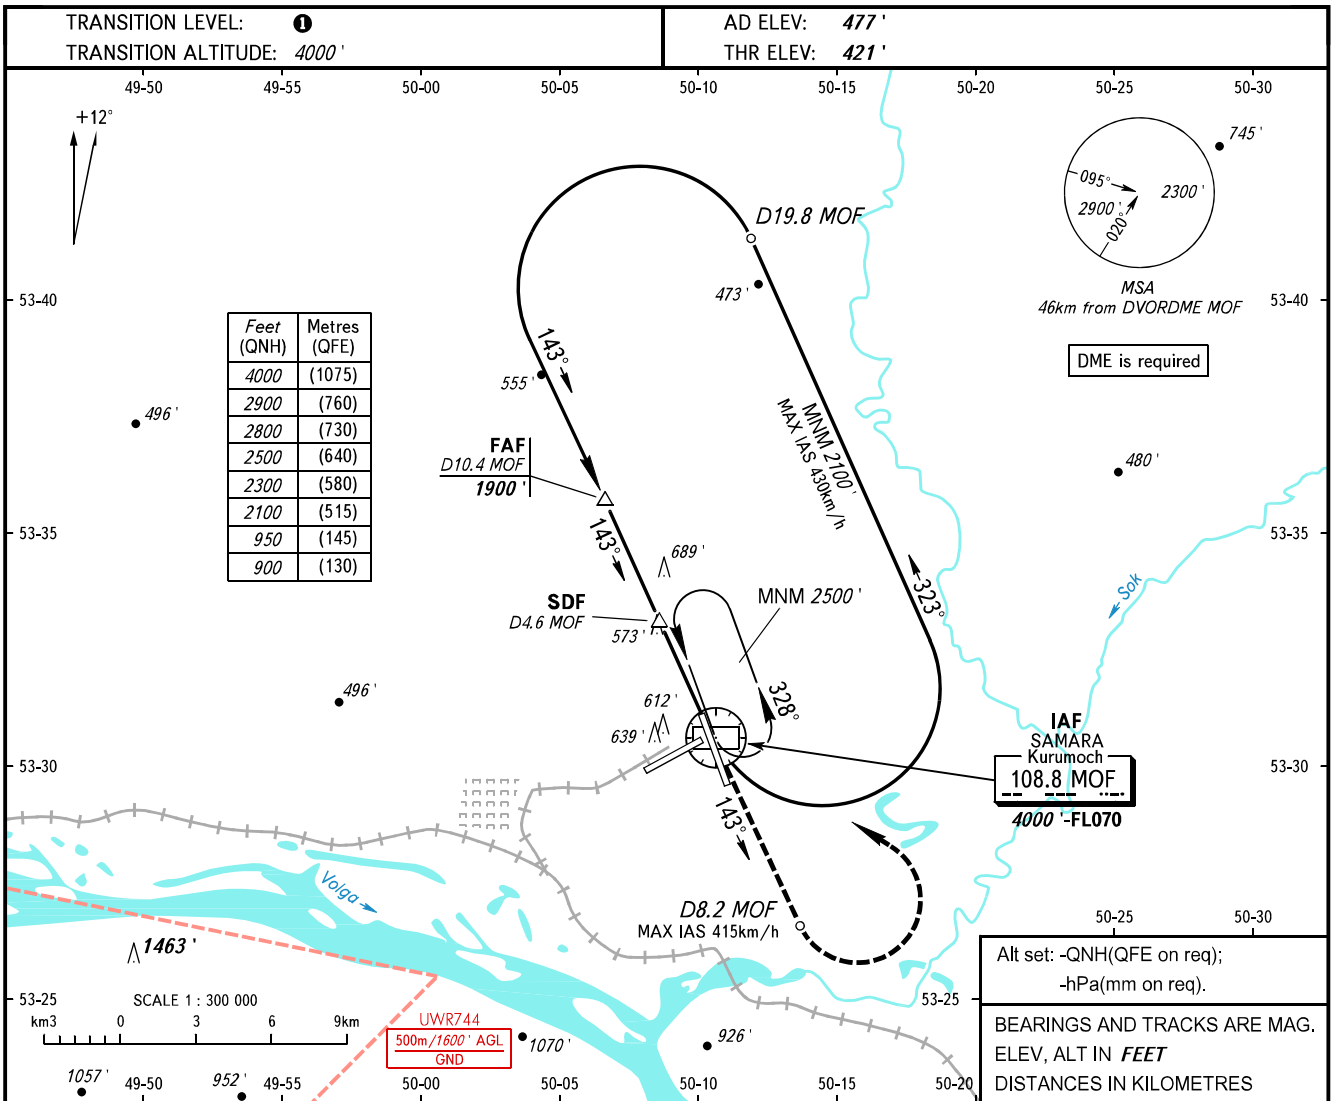 TRANSITION LEVEL: ❶
TRANSITION ALTITUDE: 4000 '
AD ELEV: 477 '
THR ELEV: 421 '
49-50 49-55 50-00 50-05 50-10 50-15 50-20 50-25 50-30
+12°
745 '
095°
2300 '
2900 '
020°
MSA
46km from DVORDME MOF
D19.8 MOF
473 '
53-40
53-40
DME is required
Feet (QNH) Metres (QFE)
4000 (1075)
2900 (760)
2800 (730)
2500 (640)
2300 (580)
2100 (515)
950 (145)
900 (130)
143°
555 '
496 '
MNM 2100 '
MAX IAS 430km/h
FAF
D10.4 MOF
1900 '
480 '
53-35
53-35
143°
689 '
323°
Sok
MNM 2500 '
SDF
D4.6 MOF
573 '
496 '
612 '
639 '
328°
IAF
SAMARA
Kurumoch
108.8 MOF
4000 '-FL070
53-30
53-30
143°
Volga
D8.2 MOF
MAX IAS 415km/h
50-25 50-30
1463 '
53-25
53-25
SCALE 1 : 300 000
km3 0 3 6 9km
UWR744
500m/1600 ' AGL
GND
1070 '
926 '
1057 '
952 '
49-50 49-55 50-00 50-05 50-10 50-15 50-20
Alt set: -QNH(QFE on req);
-hPa(mm on req).
BEARINGS AND TRACKS ARE MAG.
ELEV, ALT IN FEET
DISTANCES IN KILOMETRES